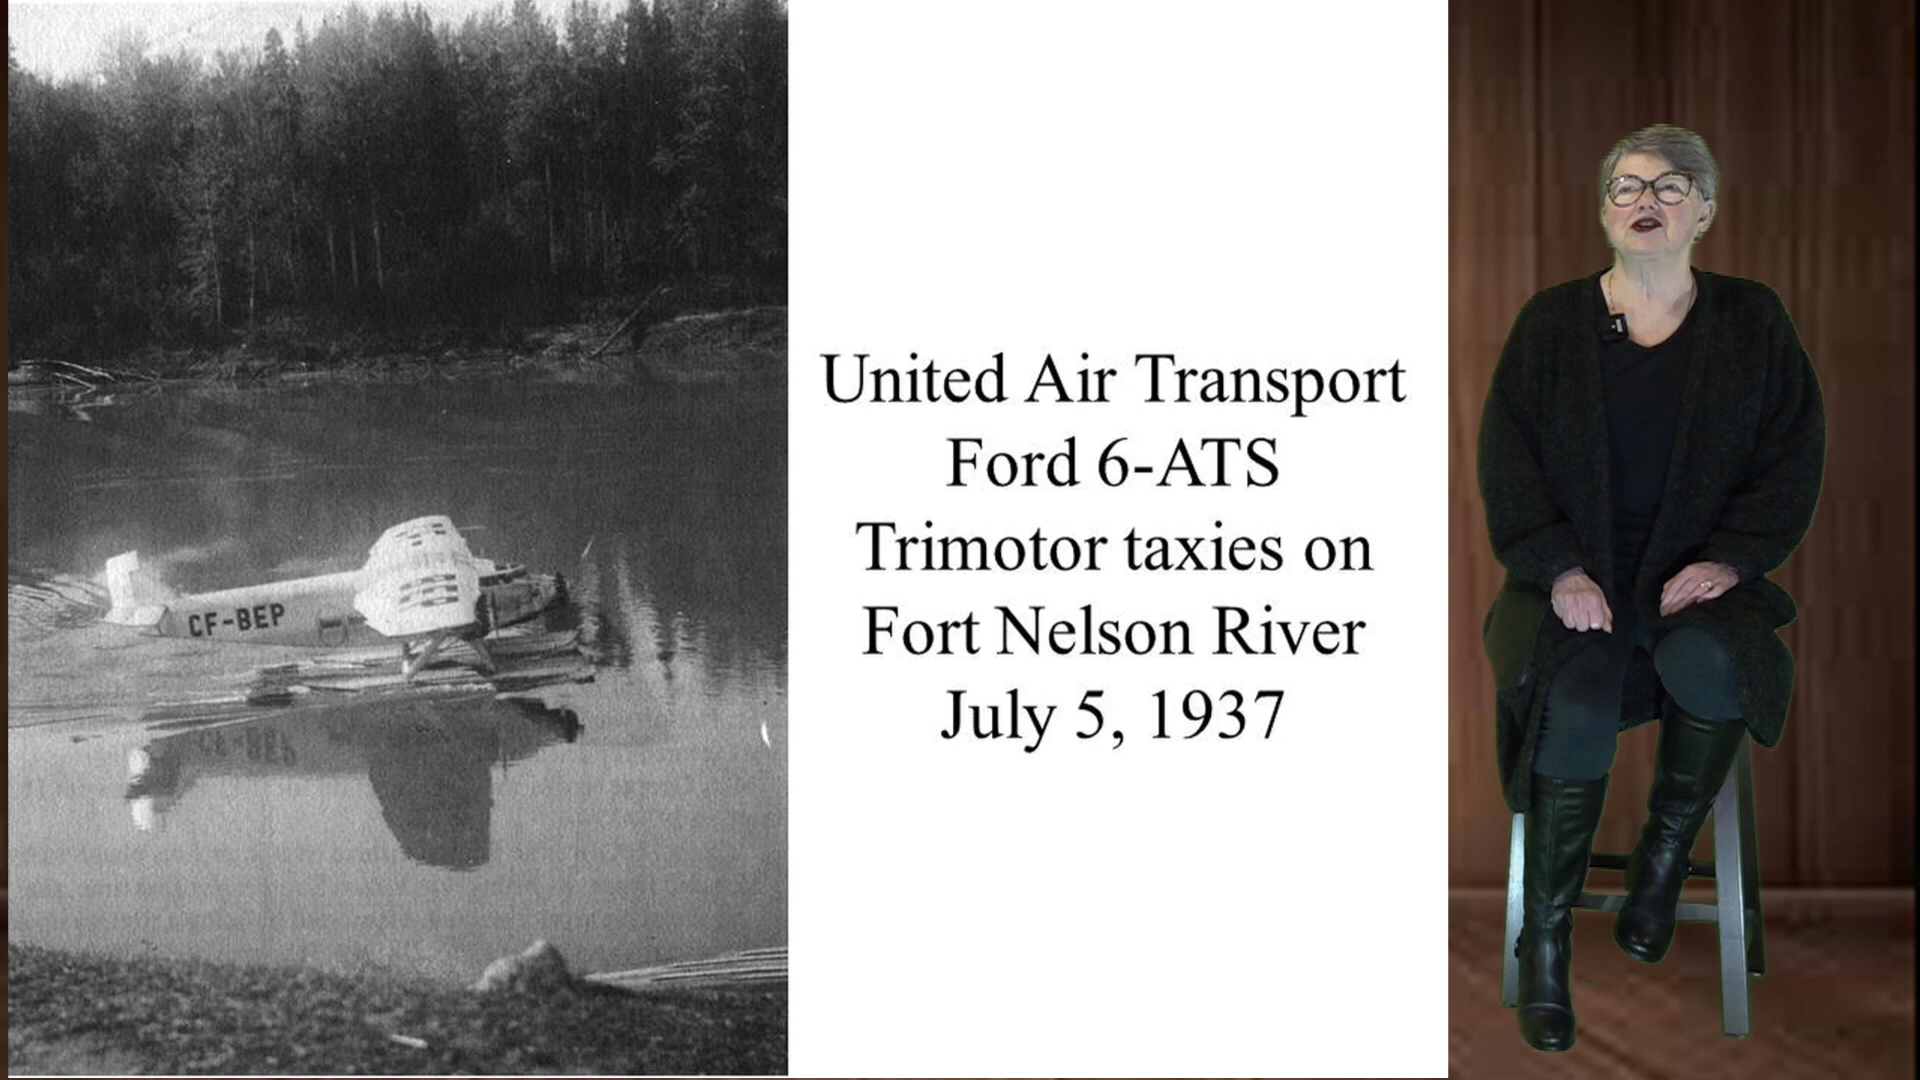 CF-BEP
United Air Transport
Ford 6-ATS
Trimotor taxies on
Fort Nelson River
July 5, 1937